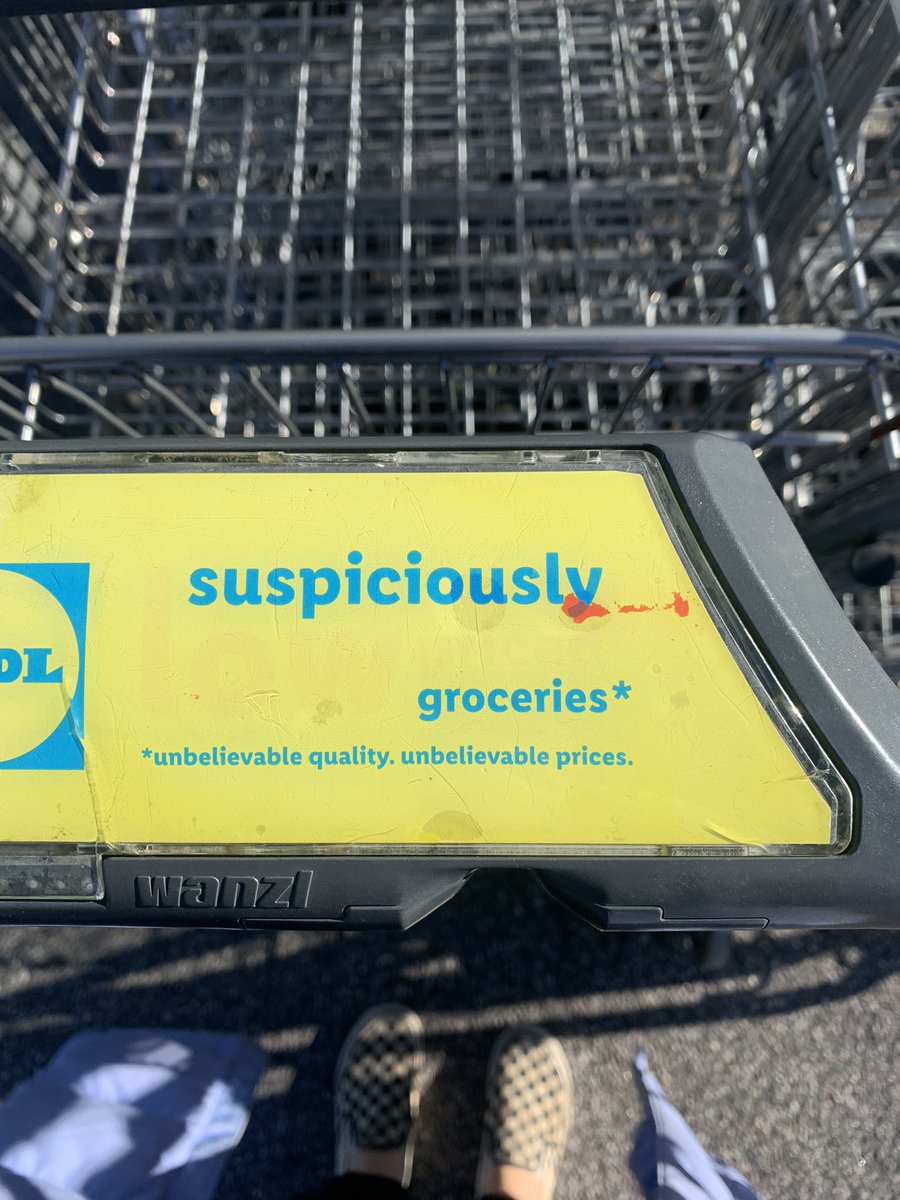 suspiciously
DL
groceries*
*unbelievable quality. unbelievable prices.
wanzl